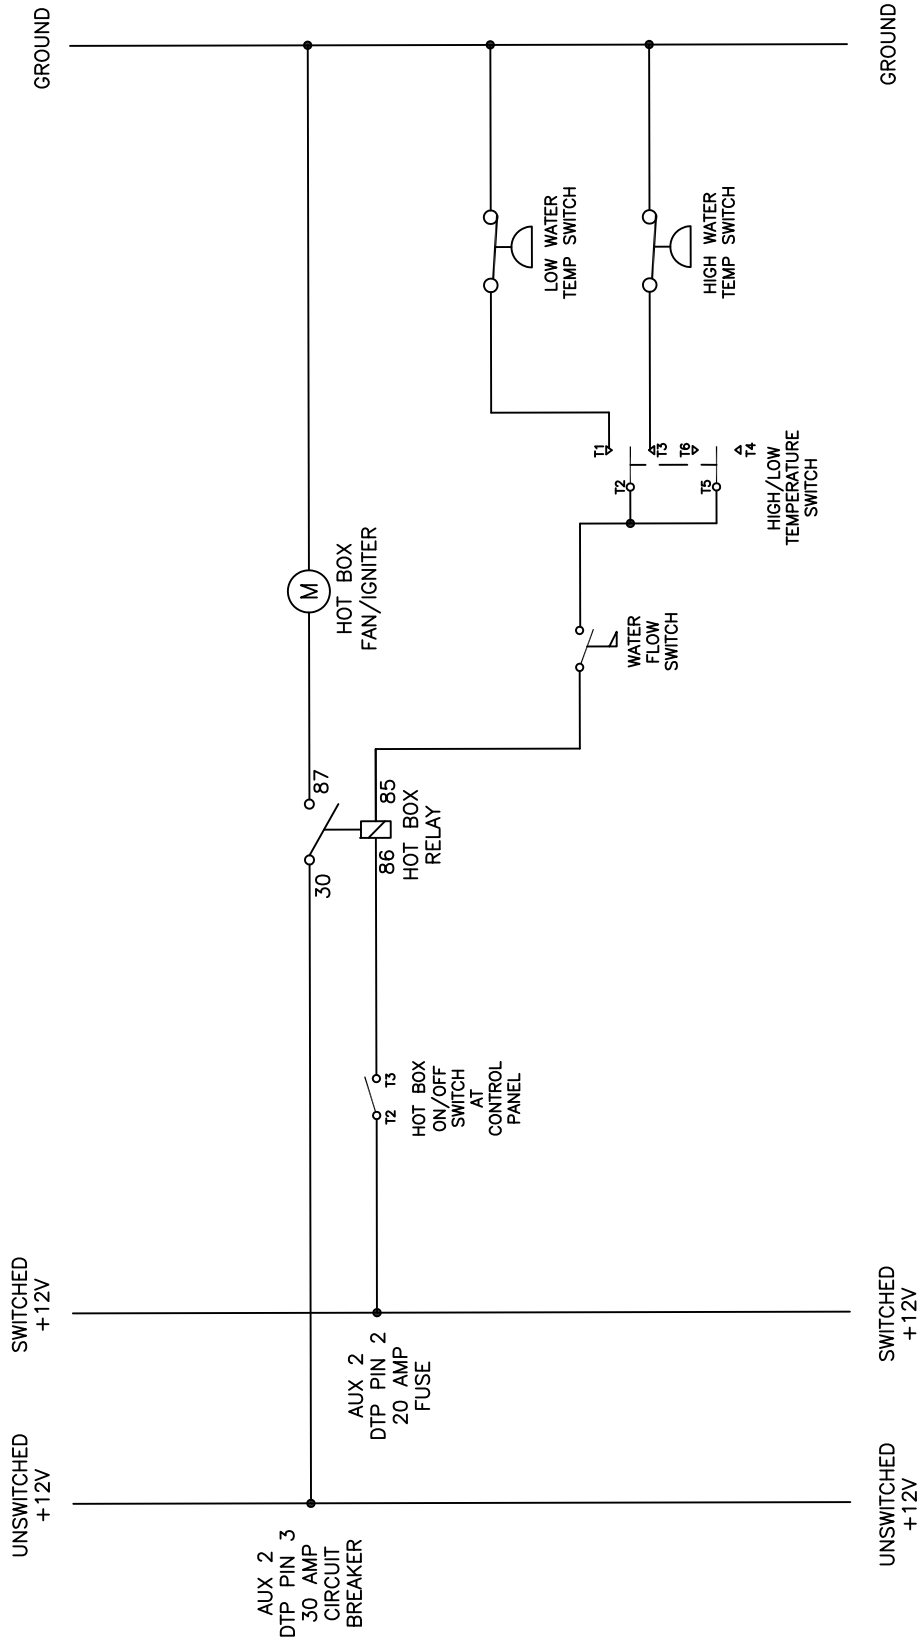 UNSWITCHED
+12V
SWITCHED
+12V
GROUND
AUX 2
DTP PIN 3
30 AMP
CIRCUIT
BREAKER
30
87
M
HOT BOX
FAN/IGNITER
AUX 2
DTP PIN 2
20 AMP
FUSE
T2
T3
HOT BOX
ON/OFF
SWITCH
AT
CONTROL
PANEL
86
85
HOT BOX
RELAY
LOW WATER
TEMP SWITCH
WATER
FLOW
SWITCH
T1
T2
T3
T6
T5
T4
HIGH/LOW
TEMPERATURE
SWITCH
HIGH WATER
TEMP SWITCH
UNSWITCHED
+12V
SWITCHED
+12V
GROUND